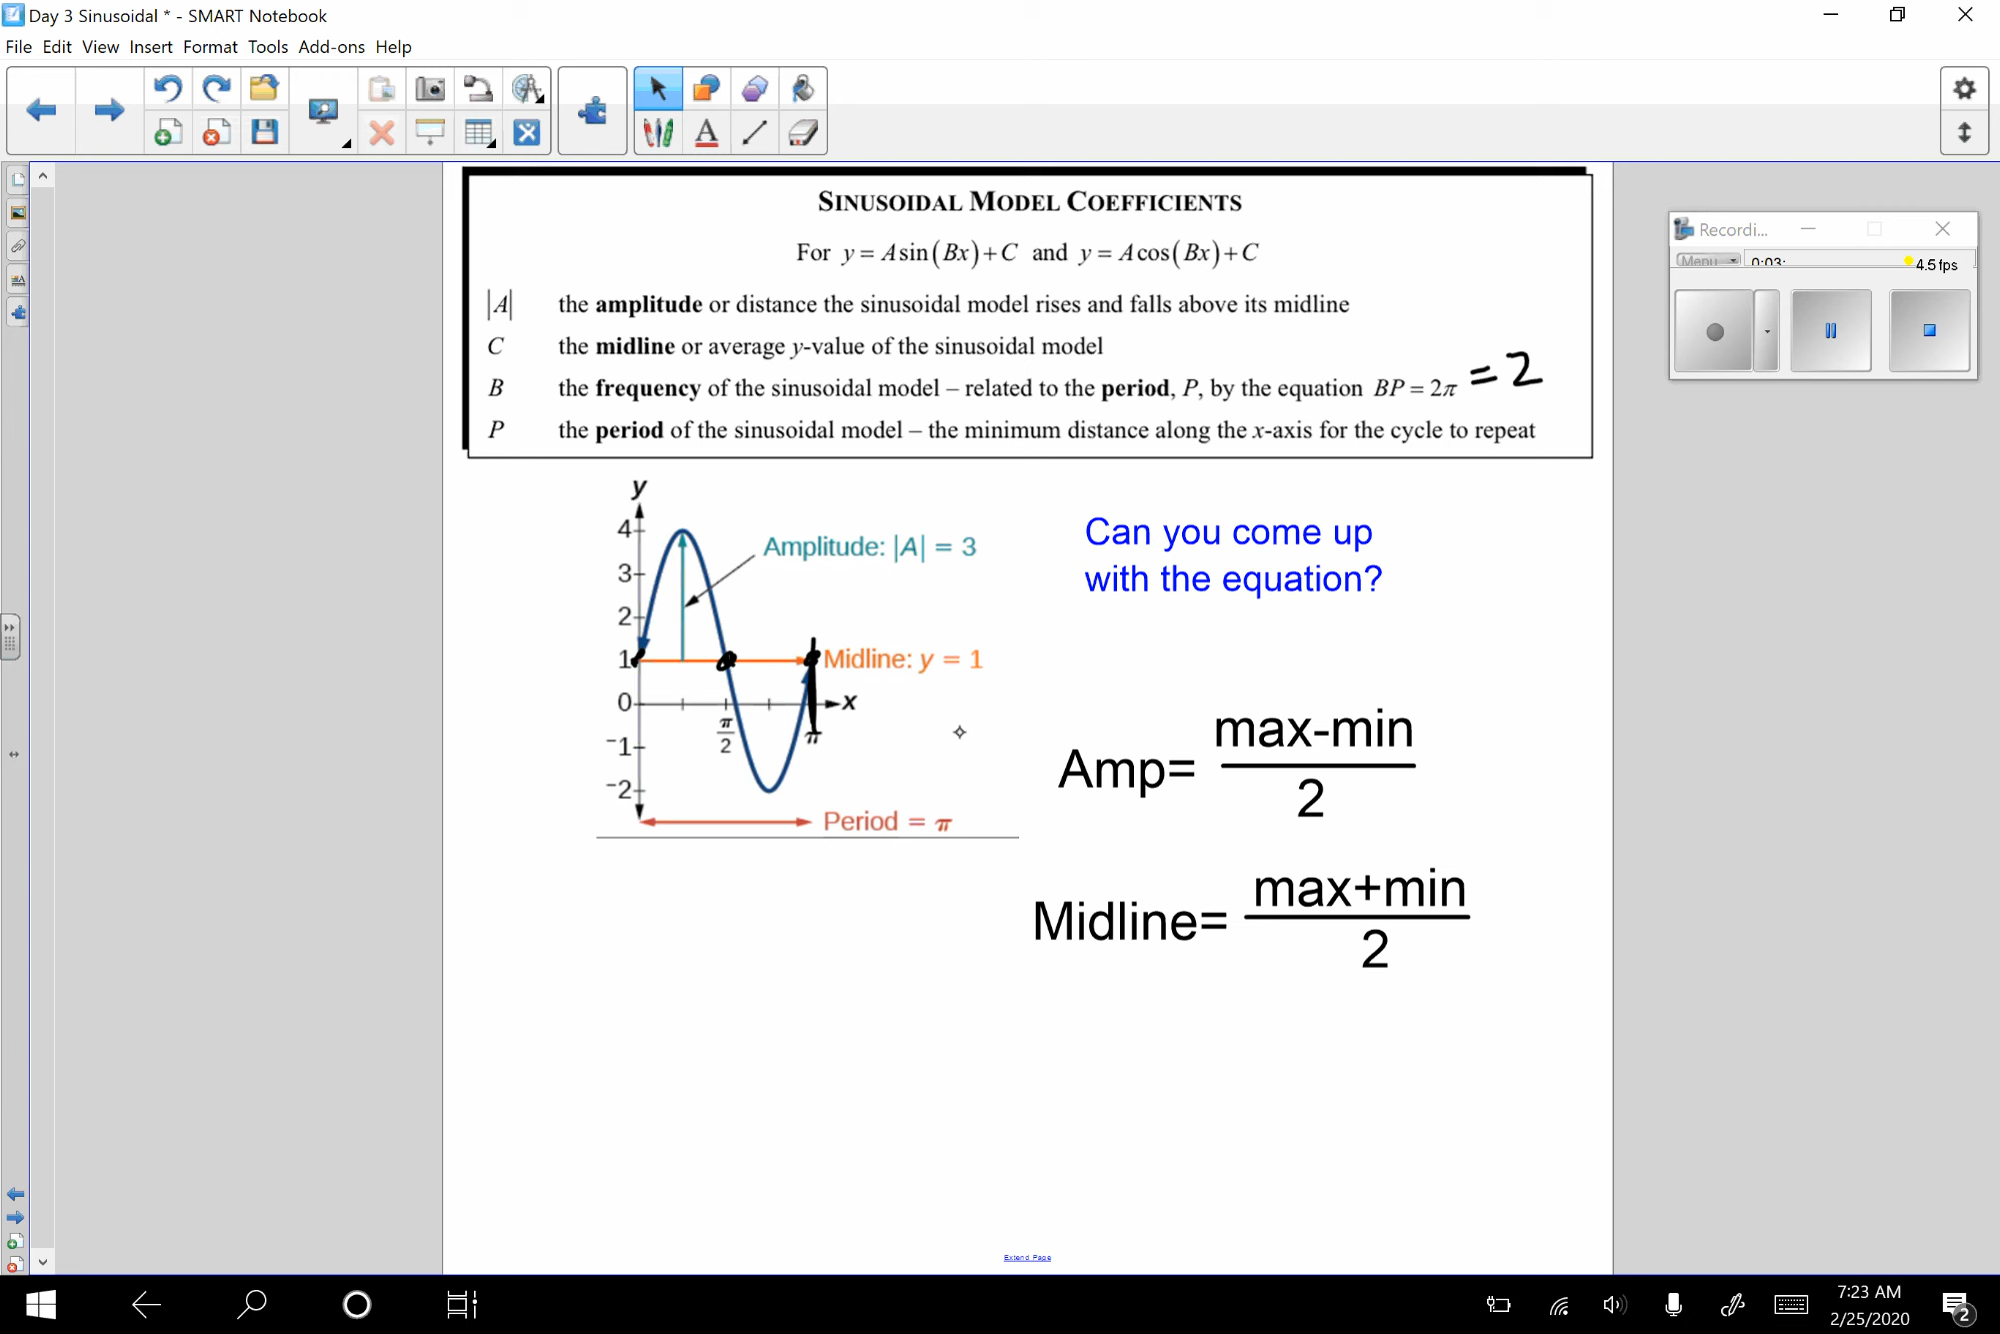 Day 3 Sinusoidal * - SMART Notebook
File Edit View Insert Format Tools Add-ons Help
SINUSOIDAL MODEL COEFFICIENTS
For y = A sin(Bx) + C and y = A cos(Bx) + C
|A| the amplitude or distance the sinusoidal model rises and falls above its midline
C the midline or average y-value of the sinusoidal model
B the frequency of the sinusoidal model – related to the period, P, by the equation BP = 2π = 2
P the period of the sinusoidal model – the minimum distance along the x-axis for the cycle to repeat
Recordi...
Menu 0:03: 4.5 fps
y
4
3
2
1
0
-1
-2
Amplitude: |A| = 3
Midline: y = 1
x
π/2
π
Period = π
Can you come up
with the equation?
Amp= max-min
2
Midline= max+min
2
Extend Page
7:23 AM
2/25/2020
2